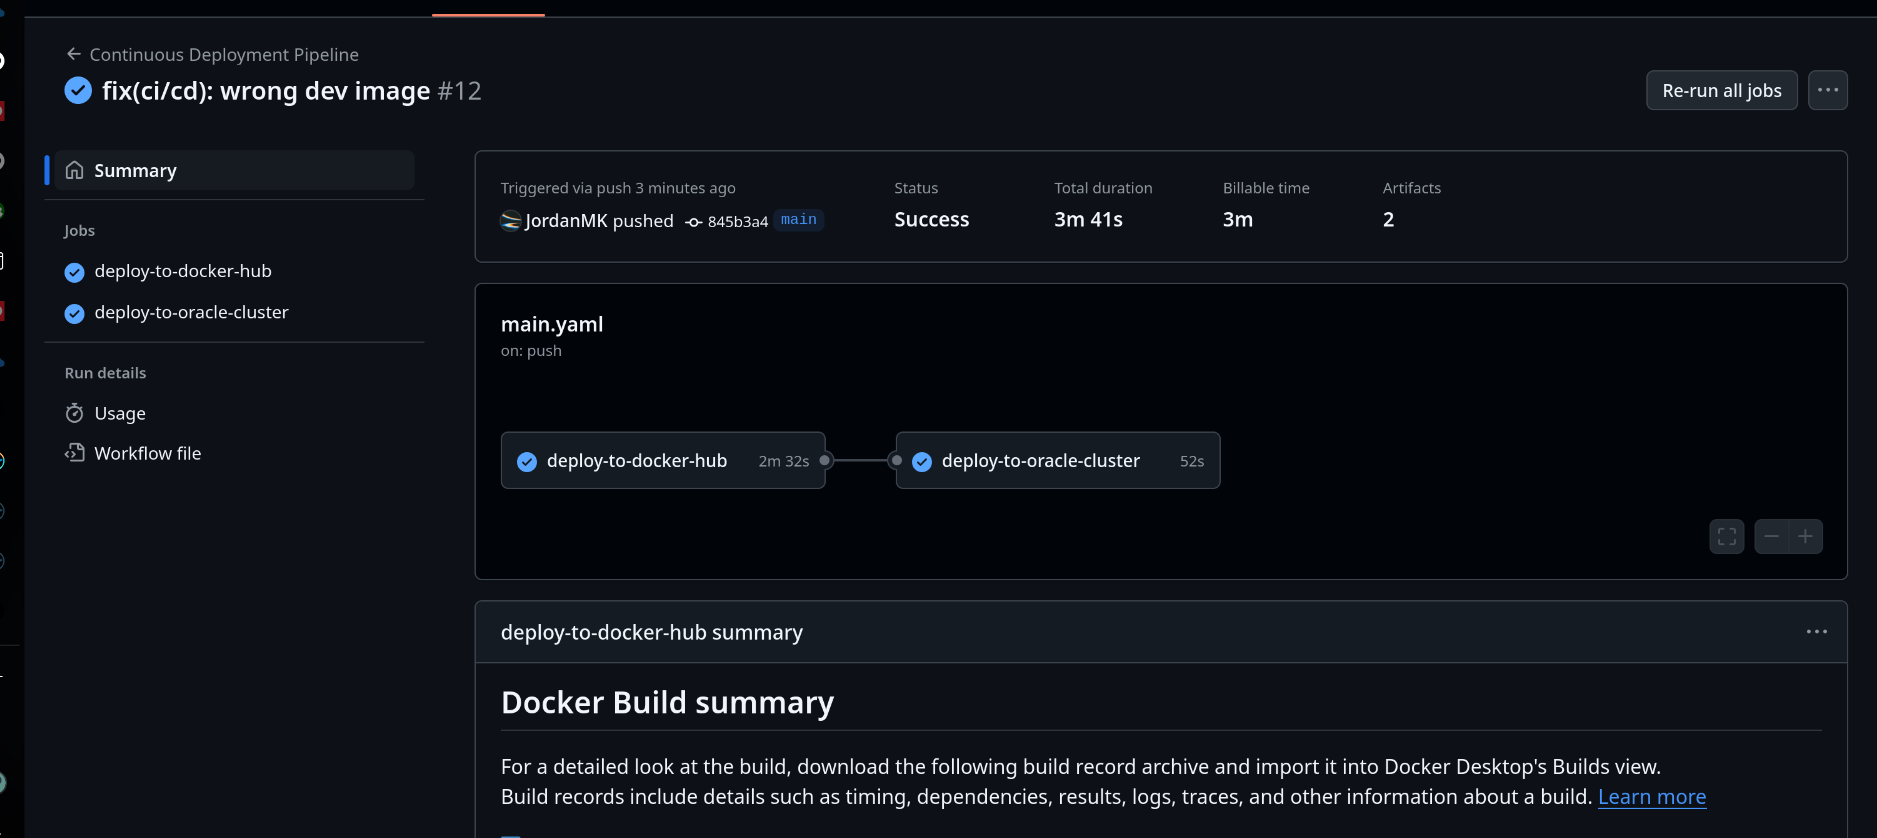 Continuous Deployment Pipeline
fix(ci/cd): wrong dev image #12
Re-run all jobs
Summary
Jobs
deploy-to-docker-hub
deploy-to-oracle-cluster
Run details
Usage
Workflow file
Triggered via push 3 minutes ago
JordanMK pushed 845b3a4 main
Status
Success
Total duration
3m 41s
Billable time
3m
Artifacts
2
main.yaml
on: push
deploy-to-docker-hub 2m 32s
deploy-to-oracle-cluster 52s
deploy-to-docker-hub summary
Docker Build summary
For a detailed look at the build, download the following build record archive and import it into Docker Desktop's Builds view.
Build records include details such as timing, dependencies, results, logs, traces, and other information about a build. Learn more